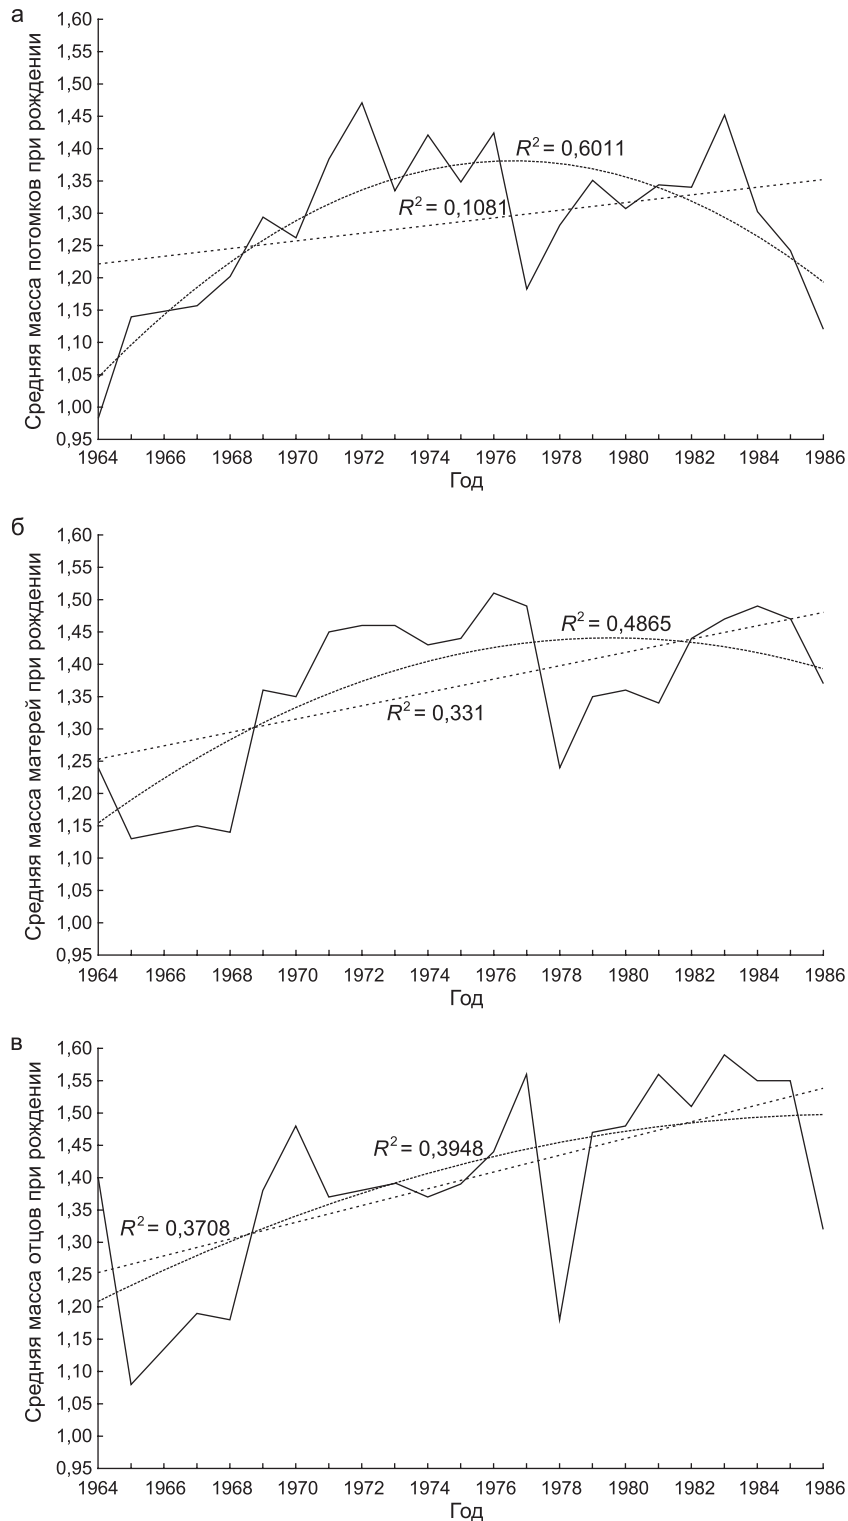 а
Средняя масса потомков при рождении
1,60
1,55
1,50
1,45
1,40
1,35
1,30
1,25
1,20
1,15
1,10
1,05
1,00
0,95
R² = 0,6011
R² = 0,1081
1964 1966 1968 1970 1972 1974 1976 1978 1980 1982 1984 1986
Год
б
Средняя масса матерей при рождении
1,60
1,55
1,50
1,45
1,40
1,35
1,30
1,25
1,20
1,15
1,10
1,05
1,00
0,95
R² = 0,4865
R² = 0,331
1964 1966 1968 1970 1972 1974 1976 1978 1980 1982 1984 1986
Год
в
Средняя масса отцов при рождении
1,60
1,55
1,50
1,45
1,40
1,35
1,30
1,25
1,20
1,15
1,10
1,05
1,00
0,95
R² = 0,3948
R² = 0,3708
1964 1966 1968 1970 1972 1974 1976 1978 1980 1982 1984 1986
Год